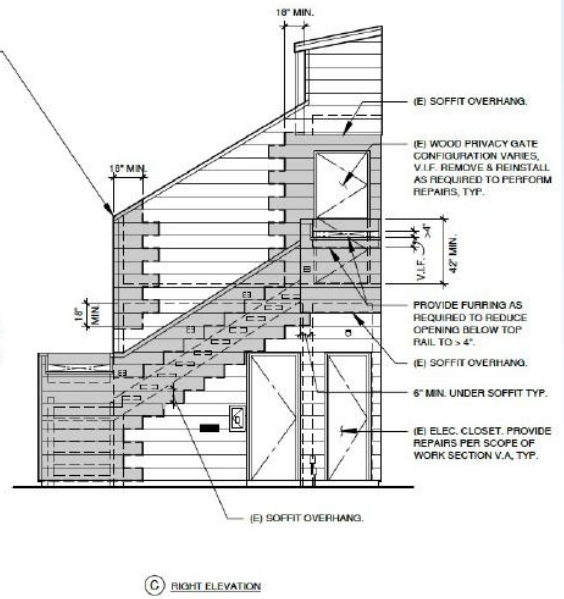 18" MIN.
(E) SOFFIT OVERHANG.
(E) WOOD PRIVACY GATE
CONFIGURATION VARIES,
V.I.F. REMOVE & REINSTALL
AS REQUIRED TO PERFORM
REPAIRS, TYP.
18" MIN.
>4"
V.I.F.
42" MIN.
18"
MIN.
PROVIDE FURRING AS
REQUIRED TO REDUCE
OPENING BELOW TOP
RAIL TO > 4".
(E) SOFFIT OVERHANG.
6" MIN. UNDER SOFFIT TYP.
(E) ELEC. CLOSET. PROVIDE
REPAIRS PER SCOPE OF
WORK SECTION V.A, TYP.
(E) SOFFIT OVERHANG.
C RIGHT ELEVATION